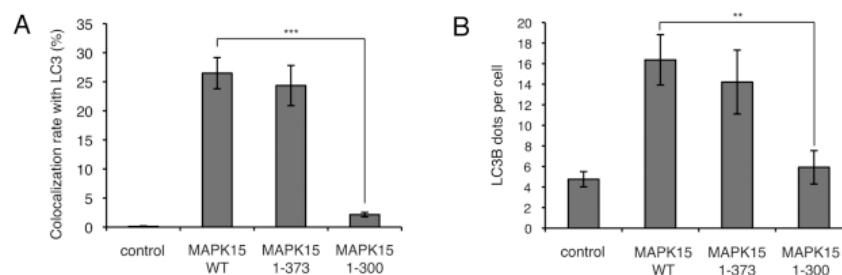 A
Colocalization rate with LC3 (%)
35
30
25
20
15
10
5
0
***
control
MAPK15
WT
MAPK15
1-373
MAPK15
1-300
B
LC3B dots per cell
20
18
16
14
12
10
8
6
4
2
0
**
control
MAPK15
WT
MAPK15
1-373
MAPK15
1-300